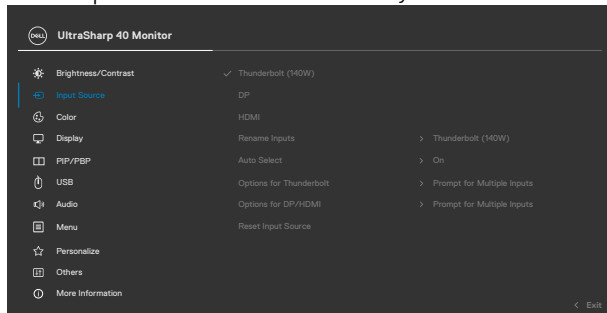 DELL UltraSharp 40 Monitor
Brightness/Contrast Thunderbolt (140W)
Input Source DP
Color HDMI
Display Rename Inputs > Thunderbolt (140W)
PIP/PBP Auto Select > On
USB Options for Thunderbolt > Prompt for Multiple Inputs
Audio Options for DP/HDMI > Prompt for Multiple Inputs
Menu Reset Input Source
Personalize
Others
More Information
< Exit